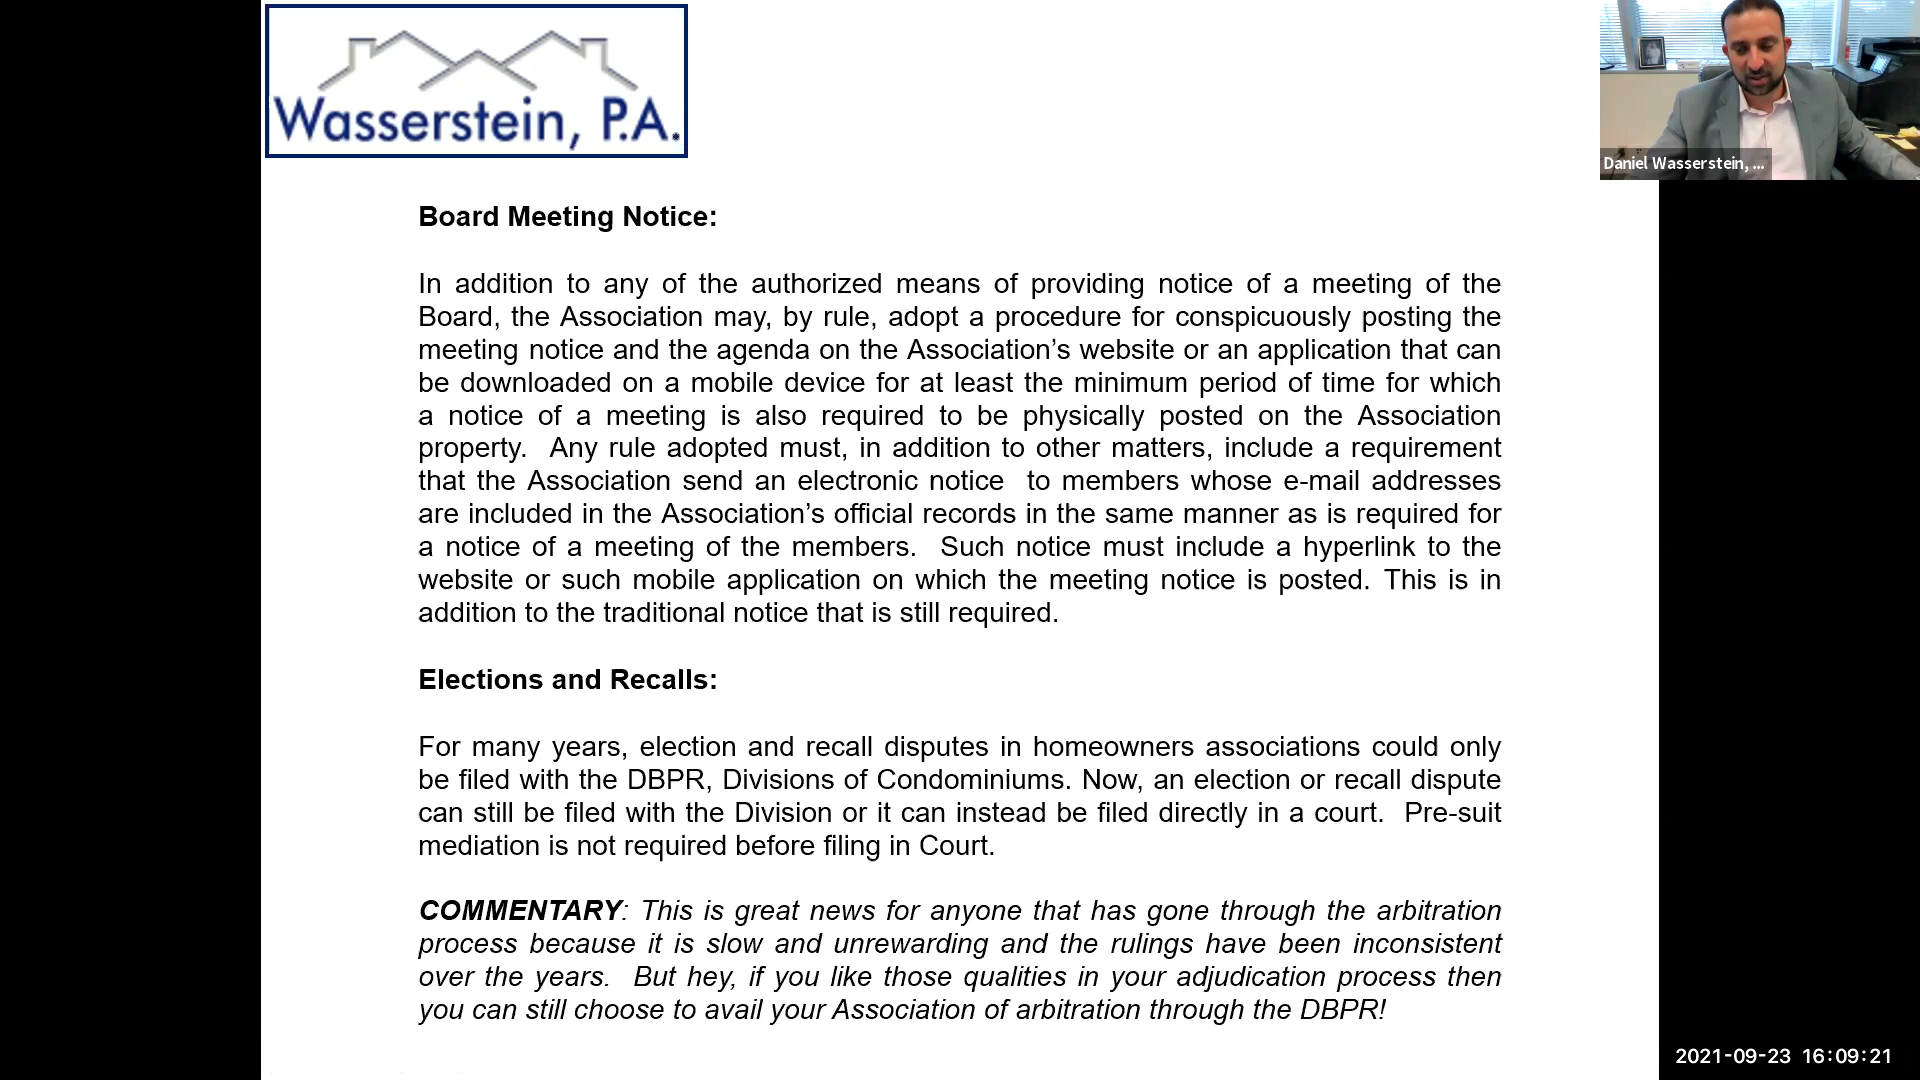 Wasserstein, P.A.
Daniel Wasserstein, ...
Board Meeting Notice:
In addition to any of the authorized means of providing notice of a meeting of the
Board, the Association may, by rule, adopt a procedure for conspicuously posting the
meeting notice and the agenda on the Association’s website or an application that can
be downloaded on a mobile device for at least the minimum period of time for which
a notice of a meeting is also required to be physically posted on the Association
property.  Any rule adopted must, in addition to other matters, include a requirement
that the Association send an electronic notice  to members whose e-mail addresses
are included in the Association’s official records in the same manner as is required for
a notice of a meeting of the members.  Such notice must include a hyperlink to the
website or such mobile application on which the meeting notice is posted. This is in
addition to the traditional notice that is still required.
Elections and Recalls:
For many years, election and recall disputes in homeowners associations could only
be filed with the DBPR, Divisions of Condominiums. Now, an election or recall dispute
can still be filed with the Division or it can instead be filed directly in a court.  Pre-suit
mediation is not required before filing in Court.
COMMENTARY: This is great news for anyone that has gone through the arbitration
process because it is slow and unrewarding and the rulings have been inconsistent
over the years.  But hey, if you like those qualities in your adjudication process then
you can still choose to avail your Association of arbitration through the DBPR!
2021-09-23 16:09:21